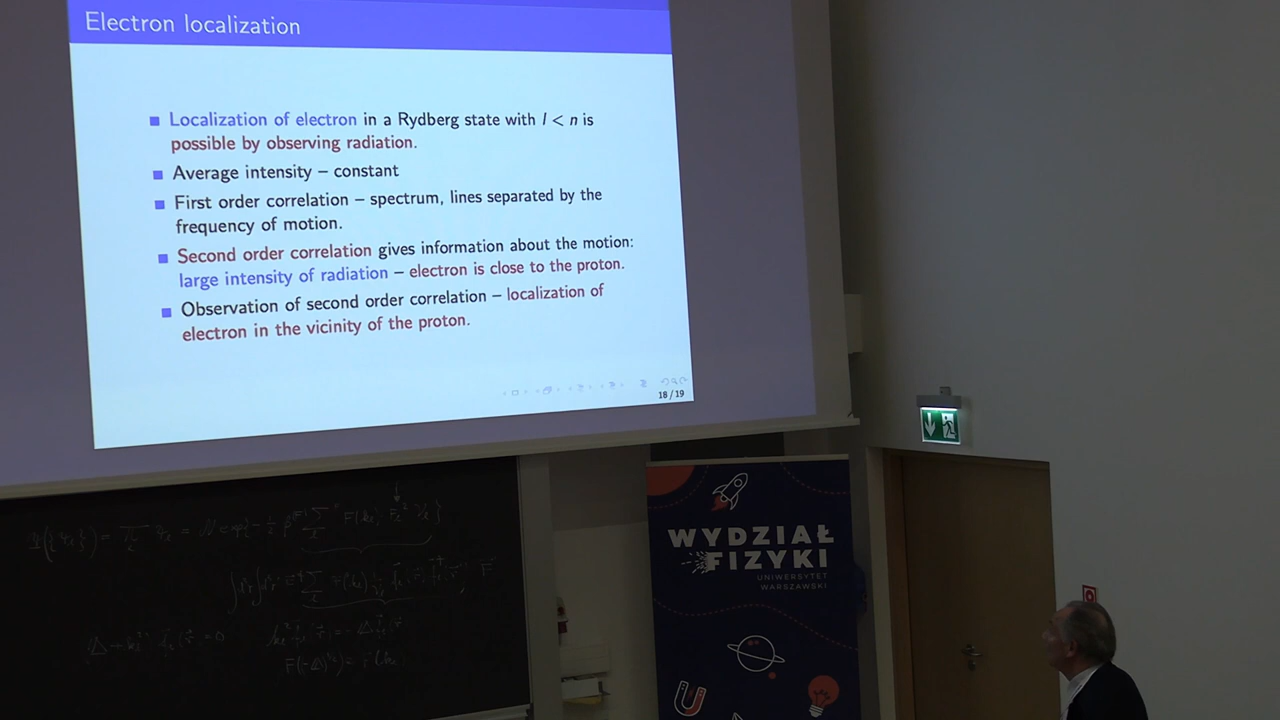 Electron localization
Localization of electron in a Rydberg state with l < n is
possible by observing radiation.
Average intensity – constant
First order correlation – spectrum, lines separated by the
frequency of motion.
Second order correlation gives information about the motion:
large intensity of radiation – electron is close to the proton.
Observation of second order correlation – localization of
electron in the vicinity of the proton.
18 / 19
WYDZIAŁ
FIZYKI
UNIWERSYTET
WARSZAWSKI